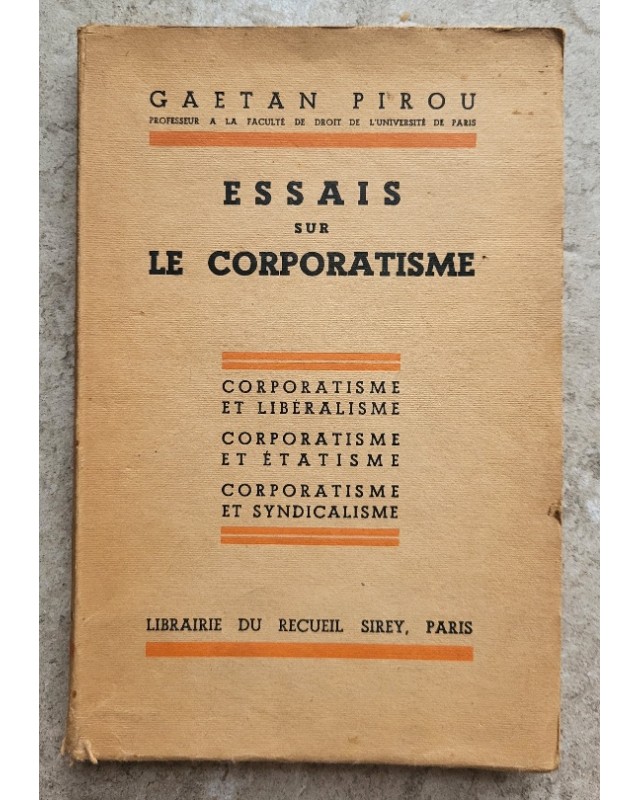 GAETAN PIROU
PROFESSEUR A LA FACULTÉ DE DROIT DE L'UNIVERSITÉ DE PARIS
ESSAIS
SUR
LE CORPORATISME
CORPORATISME
ET LIBÉRALISME
CORPORATISME
ET ÉTATISME
CORPORATISME
ET SYNDICALISME
LIBRAIRIE DU RECUEIL SIREY, PARIS